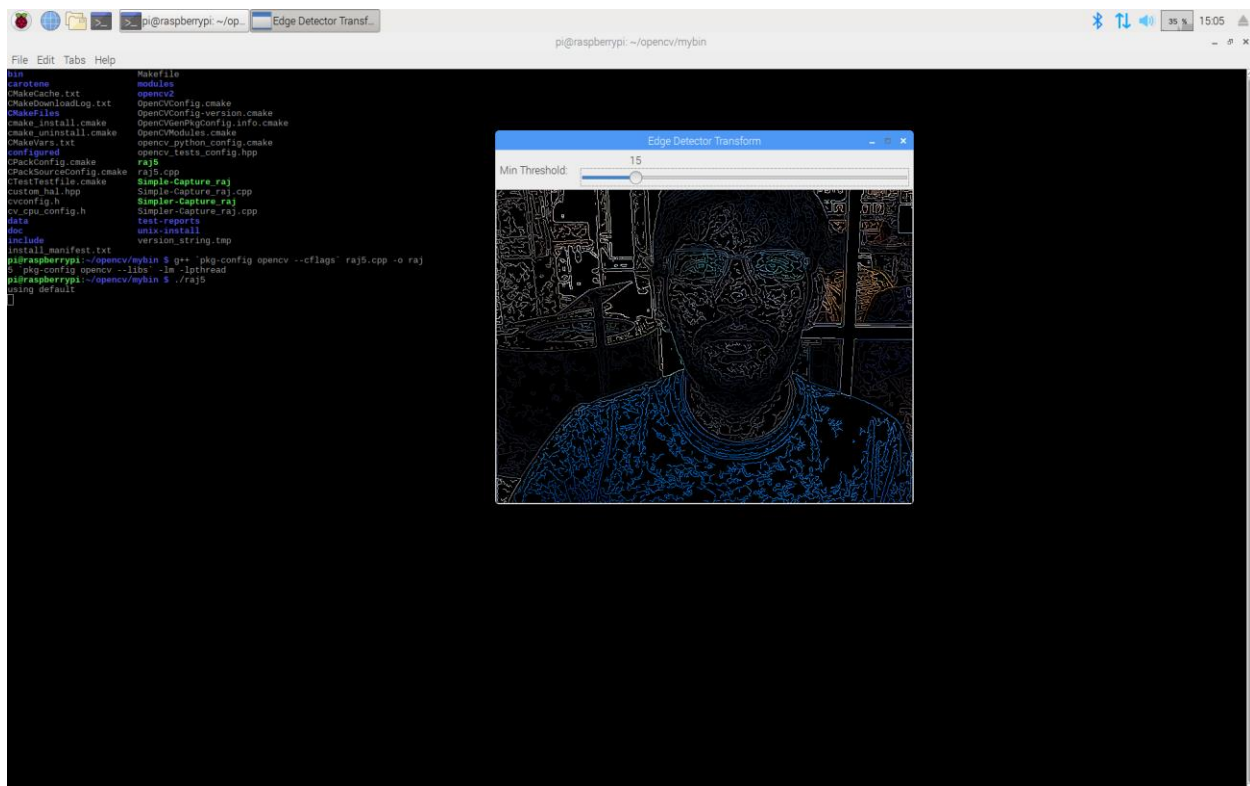 pi@raspberrypi: ~/op... Edge Detector Transf... 35 % 15:05
pi@raspberrypi: ~/opencv/mybin
File Edit Tabs Help
bin Makefile
carotene modules
CMakeCache.txt opencv2
CMakeDownloadLog.txt OpenCVConfig.cmake
CMakeFiles OpenCVConfig-version.cmake
cmake_install.cmake OpenCVGenPkgConfig.info.cmake
cmake_uninstall.cmake OpenCVModules.cmake
CMakeVars.txt opencv_python_config.cmake
configured opencv_tests_config.hpp
CPackConfig.cmake raj5
CPackSourceConfig.cmake raj5.cpp
CTestTestfile.cmake Simple-Capture_raj
custom_hal.hpp Simple-Capture_raj.cpp
cvconfig.h Simpler-Capture_raj
cv_cpu_config.h Simpler-Capture_raj.cpp
data test-reports
doc unix-install
include version_string.tmp
install_manifest.txt
pi@raspberrypi:~/opencv/mybin $ g++ `pkg-config opencv --cflags` raj5.cpp -o raj
5 `pkg-config opencv --libs` -lm -lpthread
pi@raspberrypi:~/opencv/mybin $ ./raj5
using default
Edge Detector Transform
15
Min Threshold: